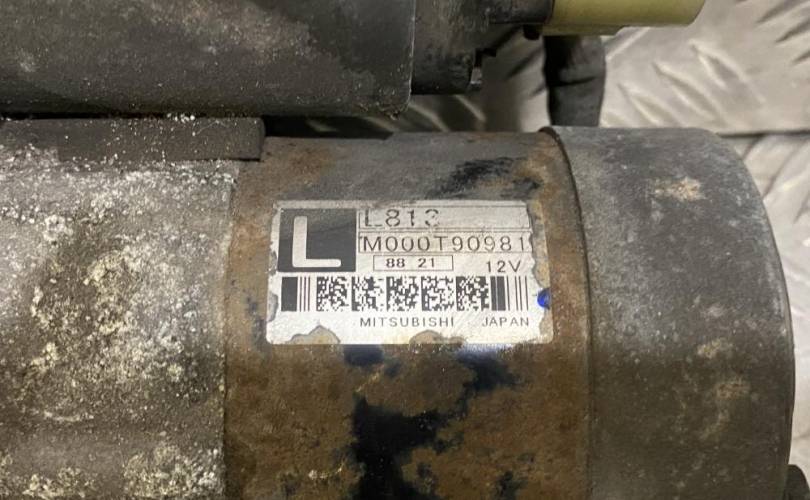 L
L813
M000T90981
88 21
12V
MITSUBISHI JAPAN